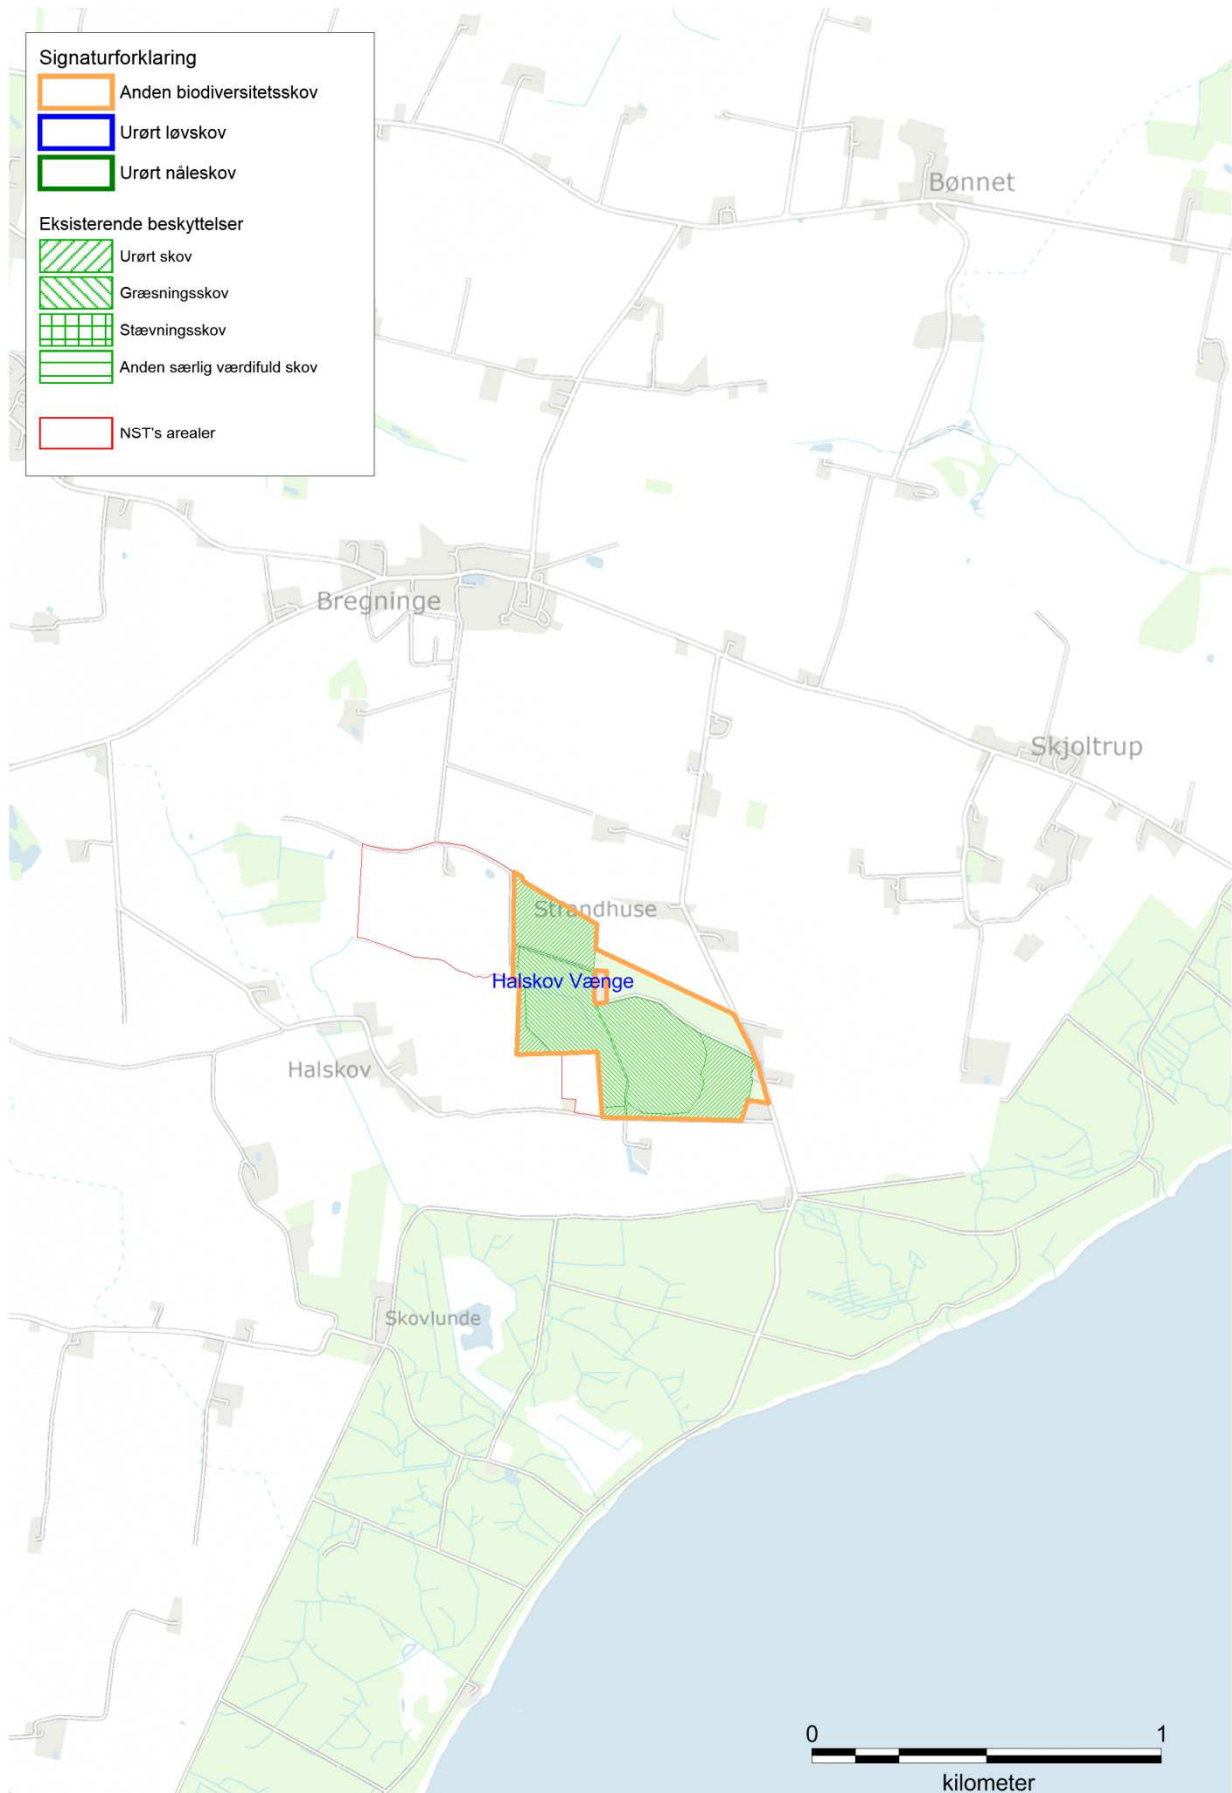 Signaturforklaring
Anden biodiversitetsskov
Urørt løvskov
Urørt nåleskov
Eksisterende beskyttelser
Urørt skov
Græsningsskov
Stævningsskov
Anden særlig værdifuld skov
NST's arealer
Bønnet
Bregninge
Skjoltrup
Strandhuse
Halskov Vænge
Halskov
Skovlunde
0 1
kilometer